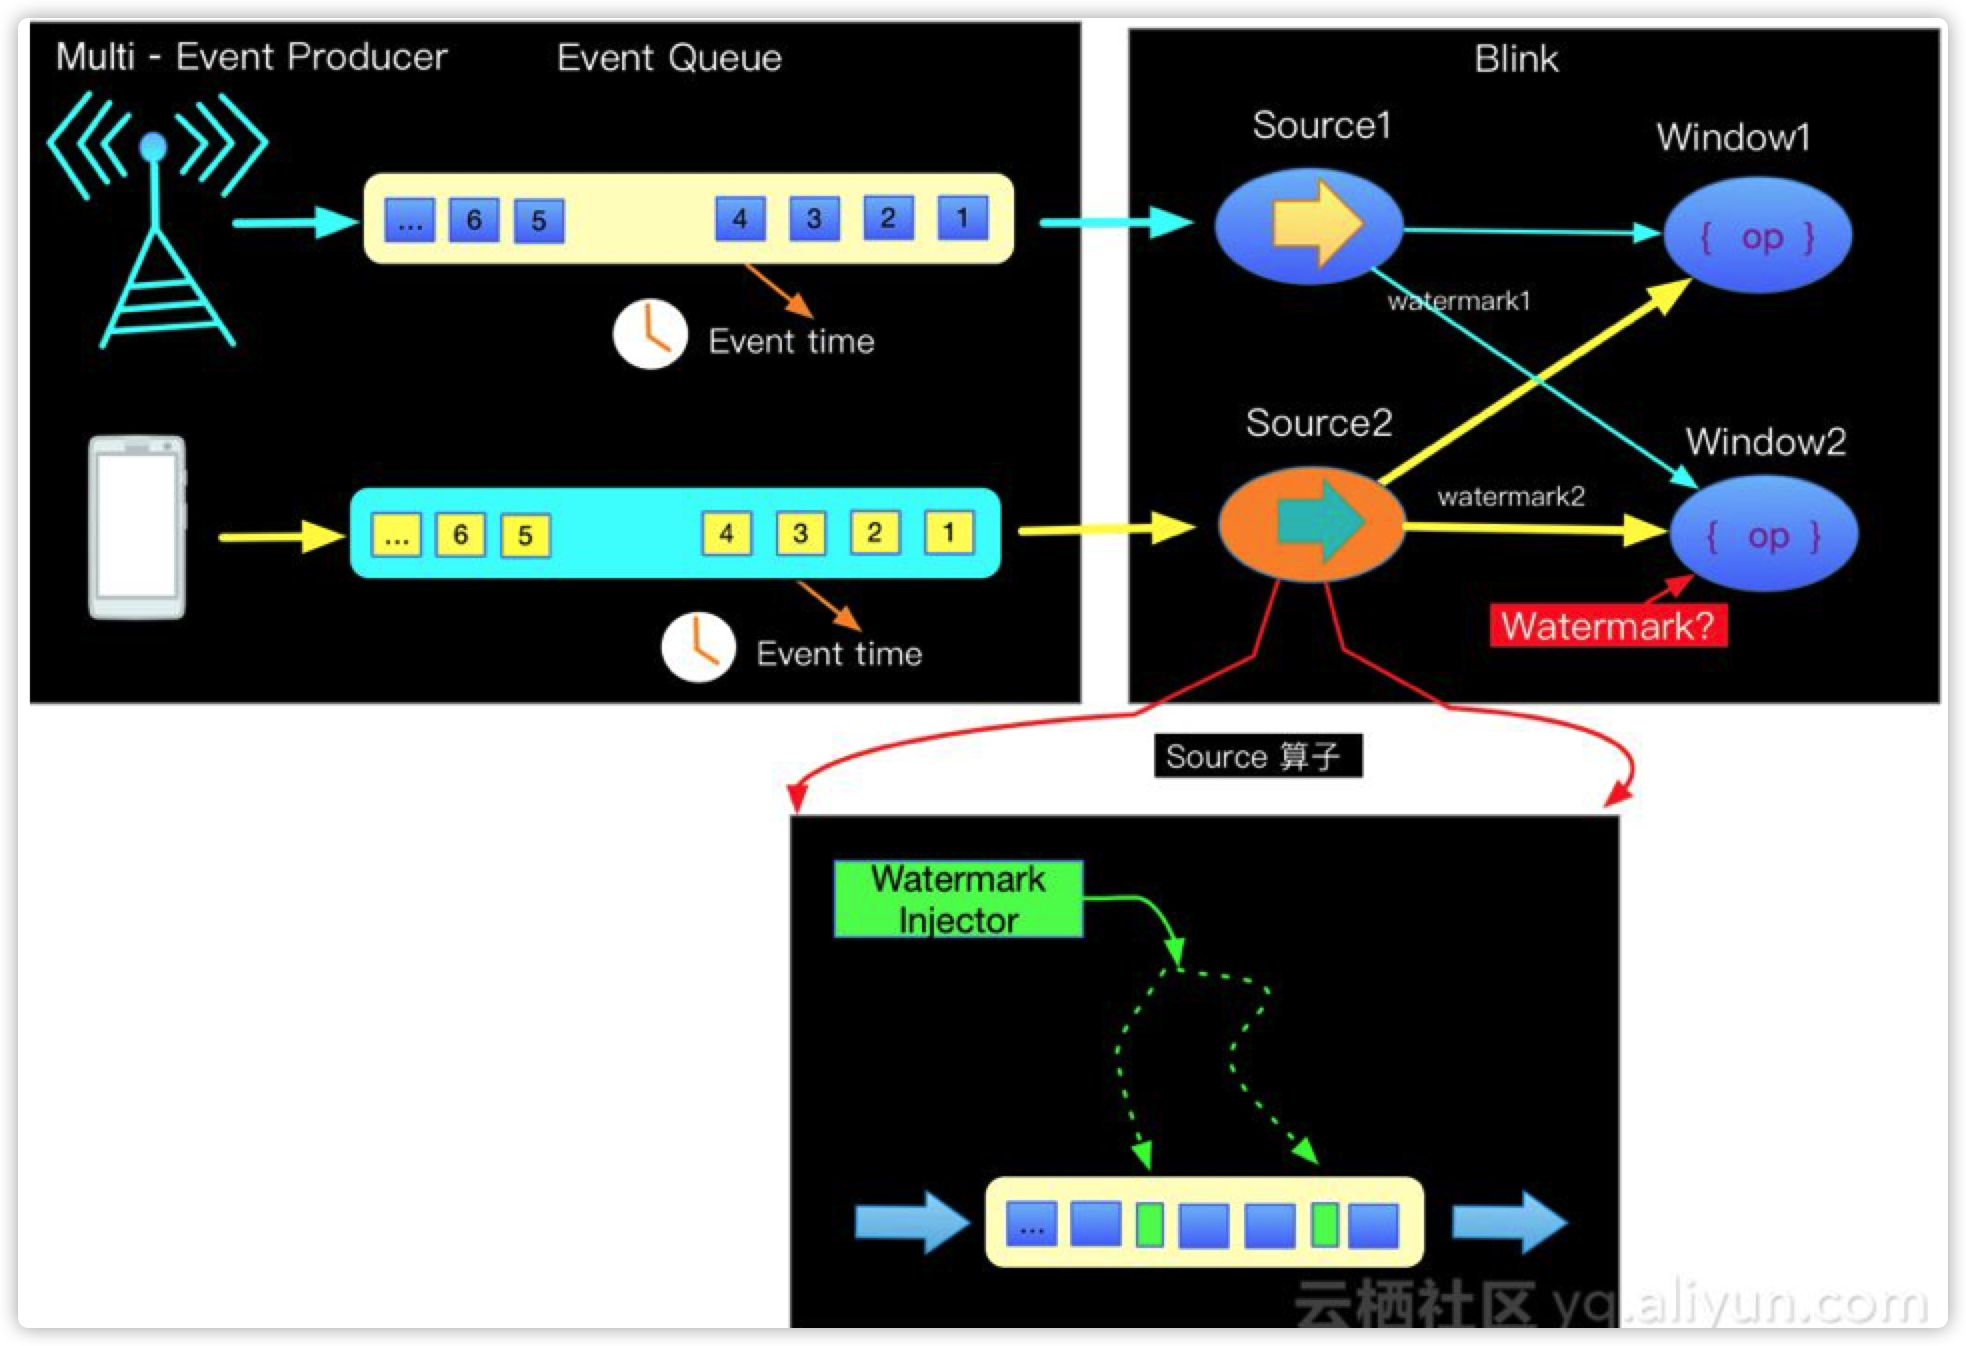 Multi - Event Producer
Event Queue
... 6 5 4 3 2 1
Event time
... 6 5 4 3 2 1
Event time
Blink
Source1
Window1
{ op }
watermark1
Source2
Window2
watermark2
{ op }
Watermark?
Source 算子
Watermark
Injector
...
云栖社区 yq.aliyun.com